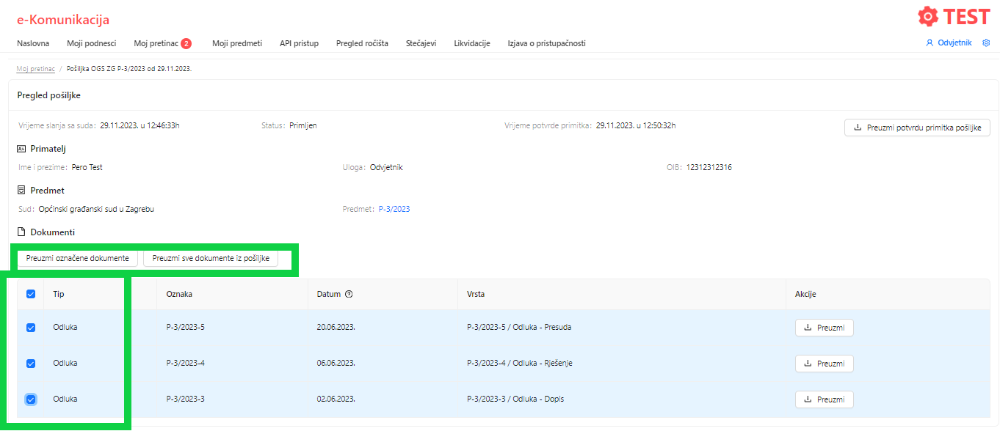 e-Komunikacija
TEST
Naslovna Moji podnesci Moj pretinac 2 Moji predmeti API pristup Pregled ročišta Stečajevi Likvidacije Izjava o pristupačnosti Odvjetnik
Moj pretinac / Pošiljka OGS ZG P-3/2023 od 29.11.2023.
Pregled pošiljke
Vrijeme slanja sa suda: 29.11.2023. u 12:46:33h Status: Primljen Vrijeme potvrde primitka: 29.11.2023. u 12:50:32h Preuzmi potvrdu primitka pošiljke
Primatelj
Ime i prezime: Pero Test Uloga: Odvjetnik OIB: 12312312316
Predmet
Sud: Općinski građanski sud u Zagrebu Predmet: P-3/2023
Dokumenti
Preuzmi označene dokumente Preuzmi sve dokumente iz pošiljke
Tip Oznaka Datum Vrsta Akcije
Odluka P-3/2023-5 20.06.2023. P-3/2023-5 / Odluka - Presuda Preuzmi
Odluka P-3/2023-4 06.06.2023. P-3/2023-4 / Odluka - Rješenje Preuzmi
Odluka P-3/2023-3 02.06.2023. P-3/2023-3 / Odluka - Dopis Preuzmi